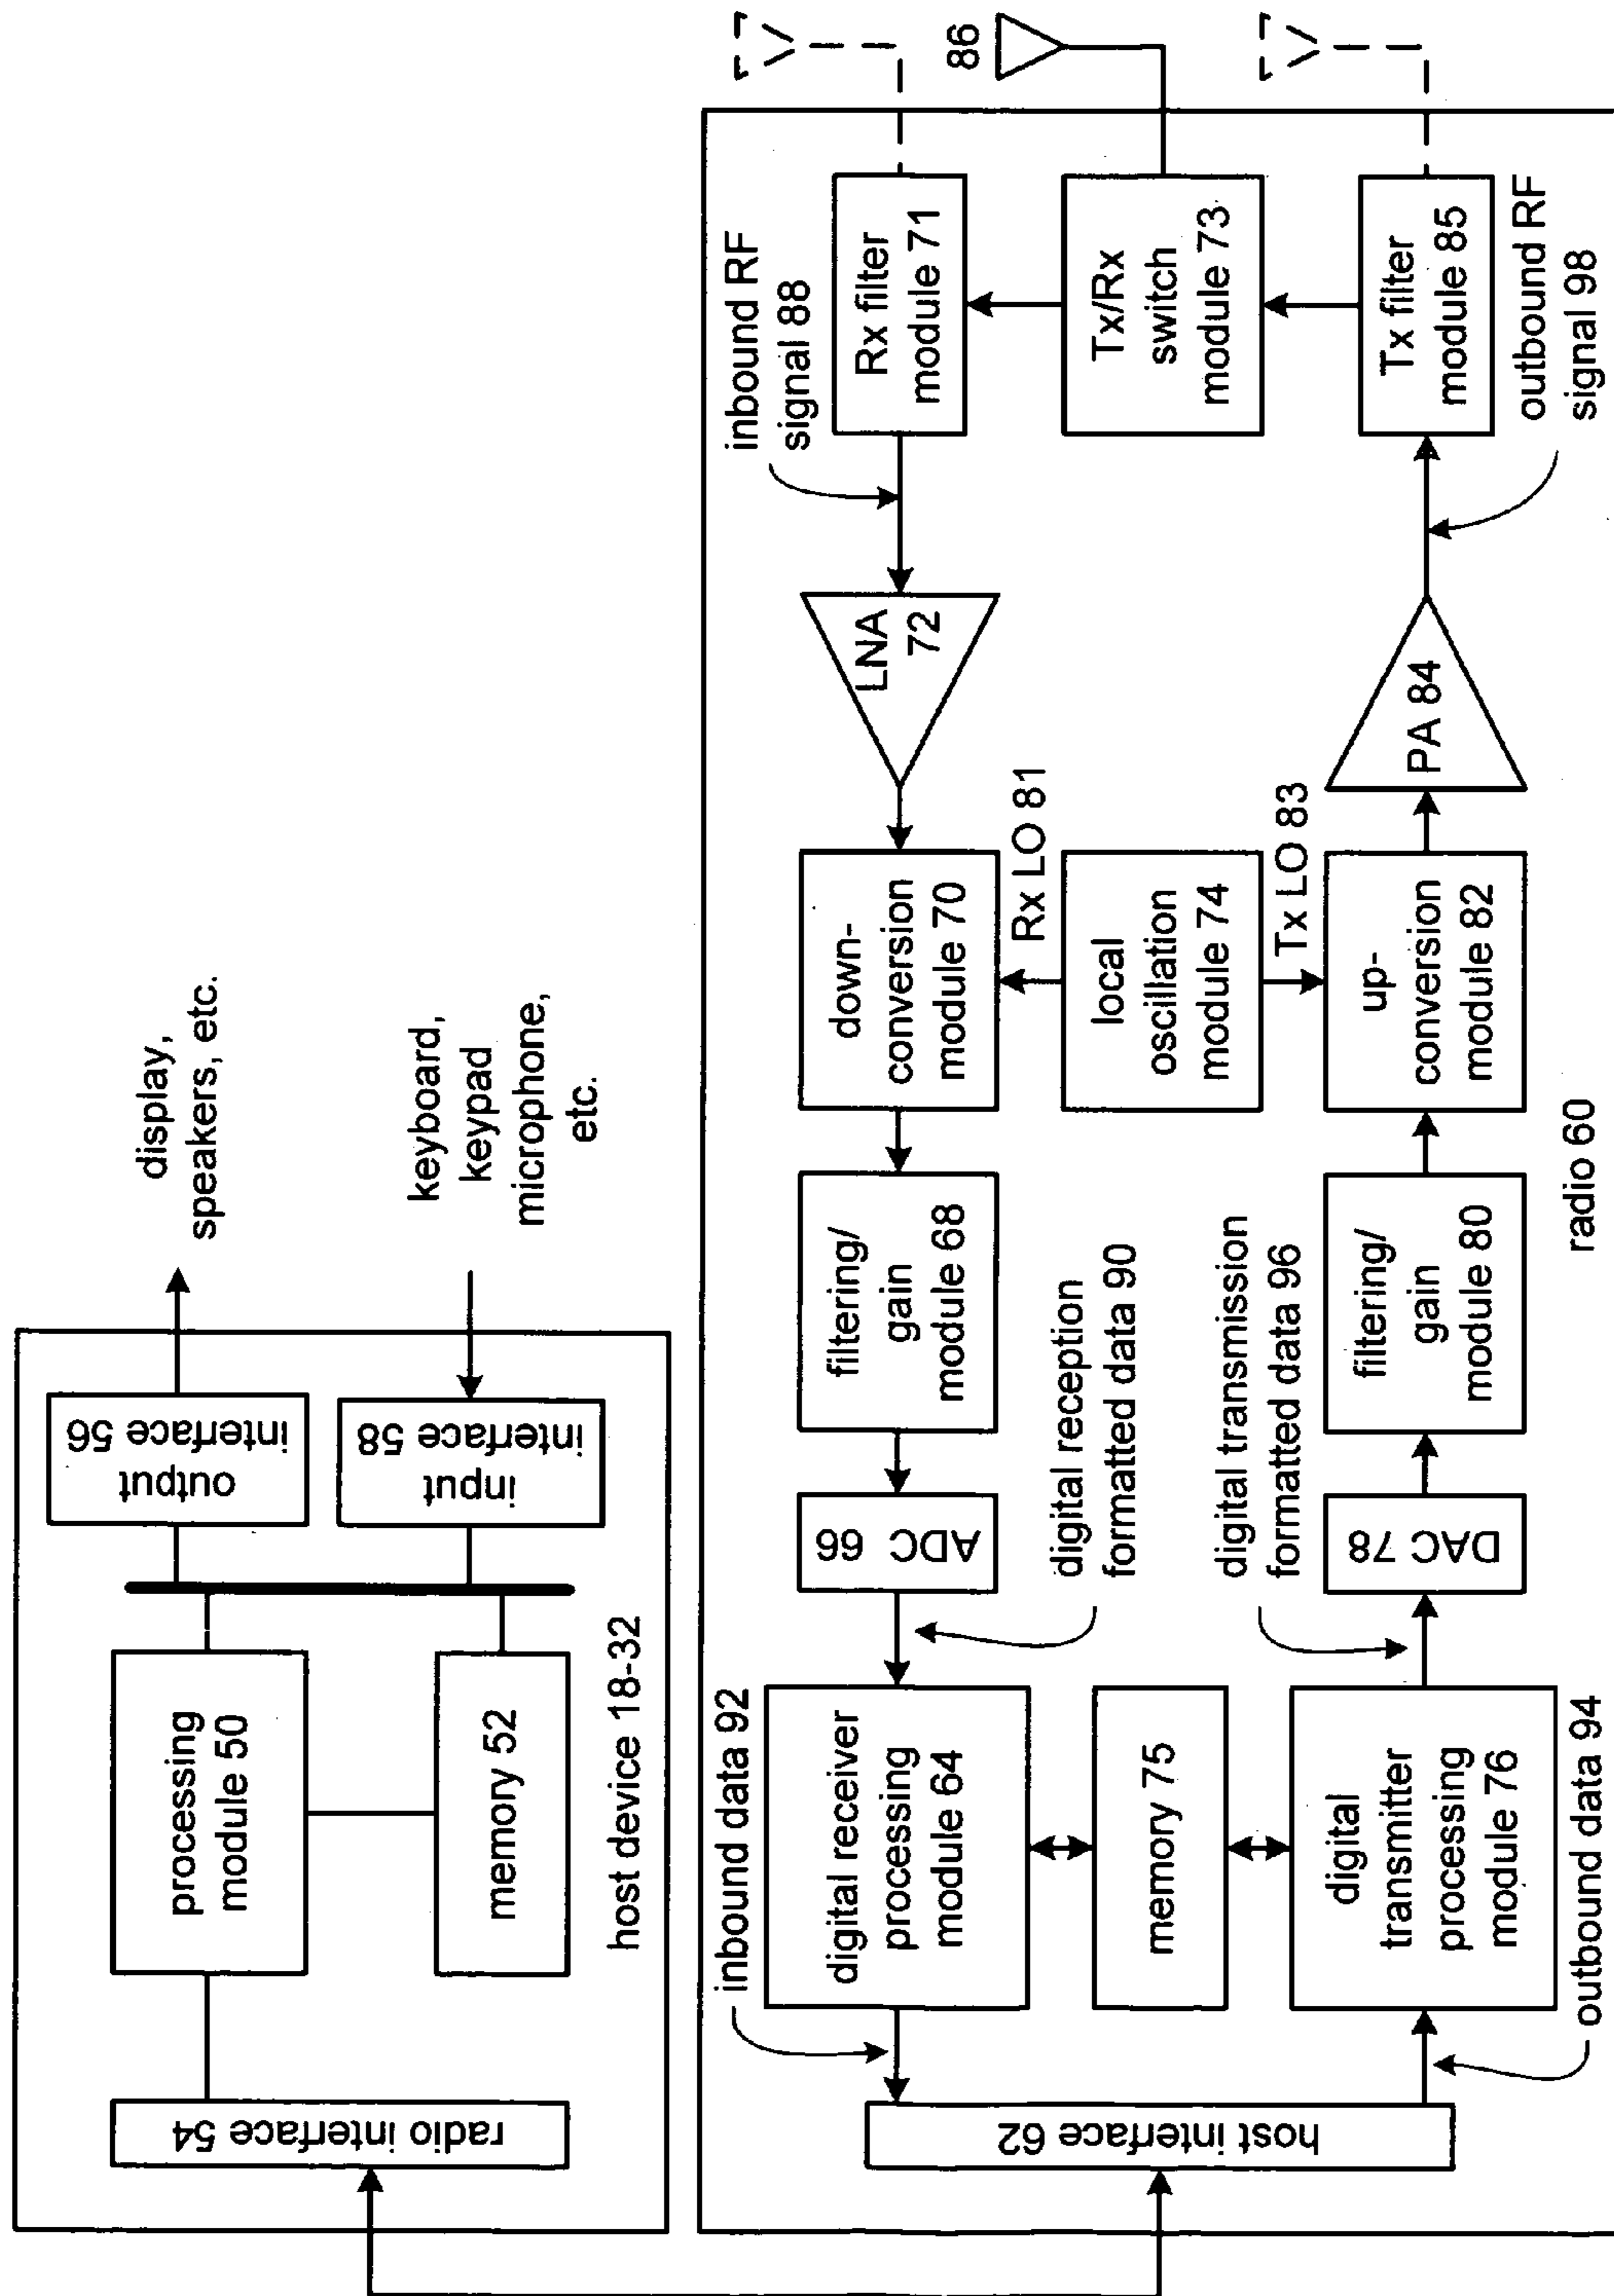 display,
speakers, etc.
keyboard,
keypad
microphone,
etc.
output
interface 56
input
interface 58
processing
module 50
memory 52
radio interface 54
host device 18-32
86
inbound RF
signal 88
Rx filter
module 71
Tx/Rx
switch
module 73
Tx filter
module 85
outbound RF
signal 98
LNA
72
PA 84
down-
conversion
module 70
Rx LO 81
local
oscillation
module 74
Tx LO 83
up-
conversion
module 82
filtering/
gain
module 68
filtering/
gain
module 80
radio 60
ADC 66
digital reception
formatted data 90
digital transmission
formatted data 96
DAC 78
inbound data 92
digital receiver
processing
module 64
memory 75
digital
transmitter
processing
module 76
outbound data 94
host interface 62